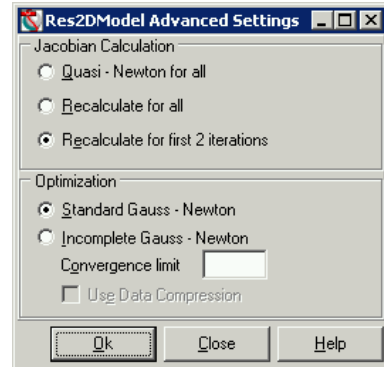 Res2DModel Advanced Settings
Jacobian Calculation
Quasi - Newton for all
Recalculate for all
Recalculate for first 2 iterations
Optimization
Standard Gauss - Newton
Incomplete Gauss - Newton
Convergence limit
Use Data Compression
Ok Close Help